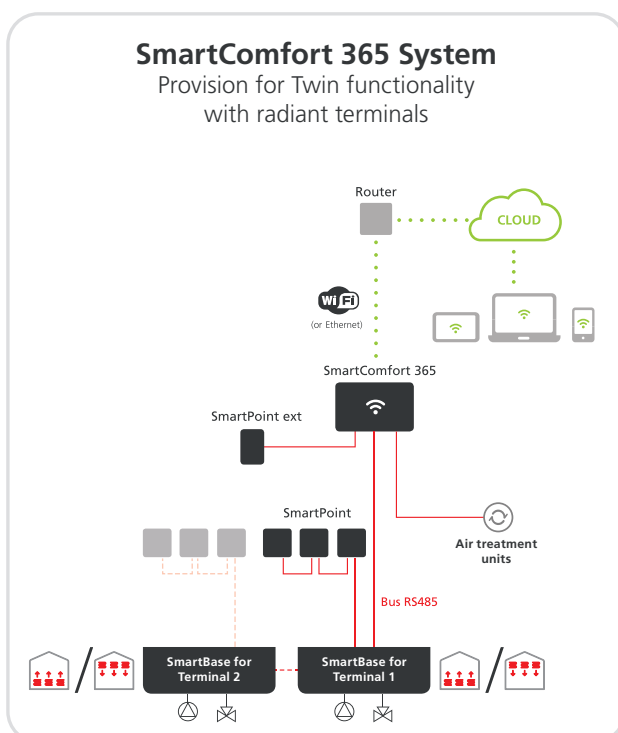 SmartComfort 365 System
Provision for Twin functionality
with radiant terminals
Router
CLOUD
WiFi
(or Ethernet)
SmartComfort 365
SmartPoint ext
SmartPoint
Air treatment
units
Bus RS485
SmartBase for
Terminal 2
SmartBase for
Terminal 1